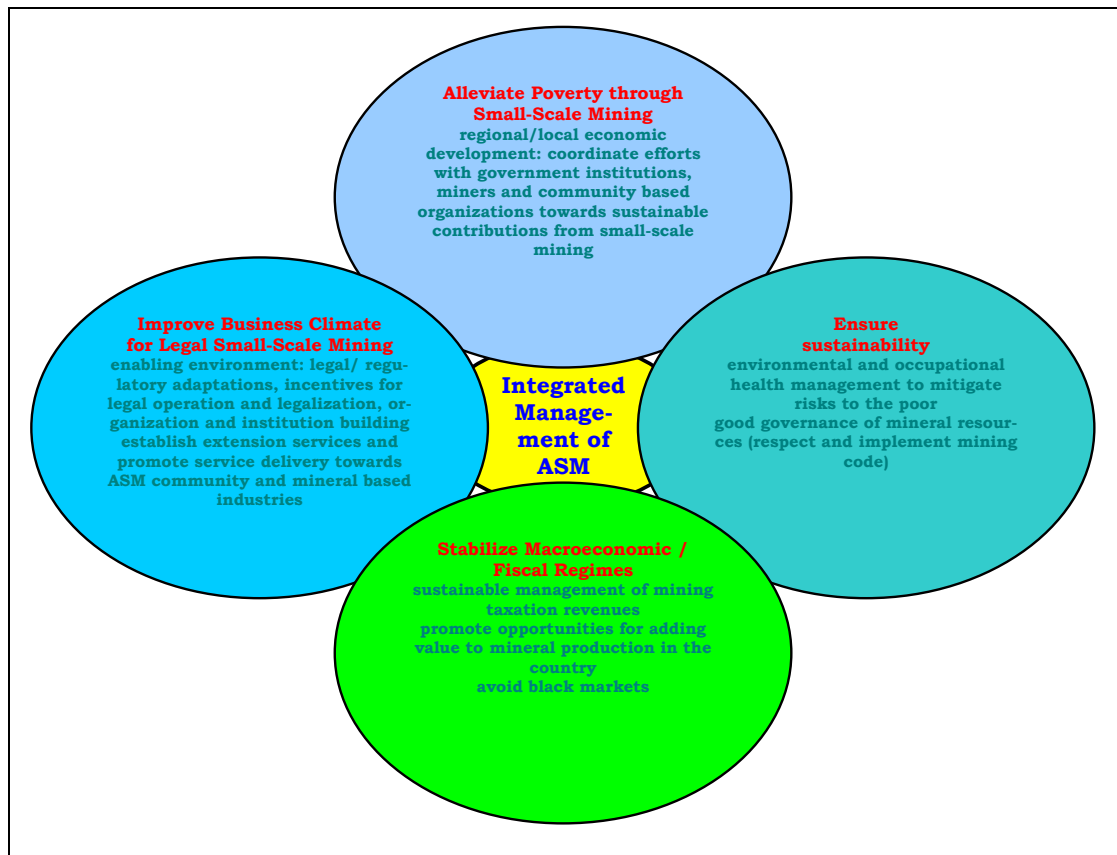 Alleviate Poverty through
Small-Scale Mining
regional/local economic
development: coordinate efforts
with government institutions,
miners and community based
organizations towards sustainable
contributions from small-scale
mining
Improve Business Climate
for Legal Small-Scale Mining
enabling environment: legal/ regu-
latory adaptations, incentives for
legal operation and legalization, or-
ganization and institution building
establish extension services and
promote service delivery towards
ASM community and mineral based
industries
Integrated
Manage-
ment of
ASM
Ensure
sustainability
environmental and occupational
health management to mitigate
risks to the poor
good governance of mineral resour-
ces (respect and implement mining
code)
Stabilize Macroeconomic /
Fiscal Regimes
sustainable management of mining
taxation revenues
promote opportunities for adding
value to mineral production in the
country
avoid black markets